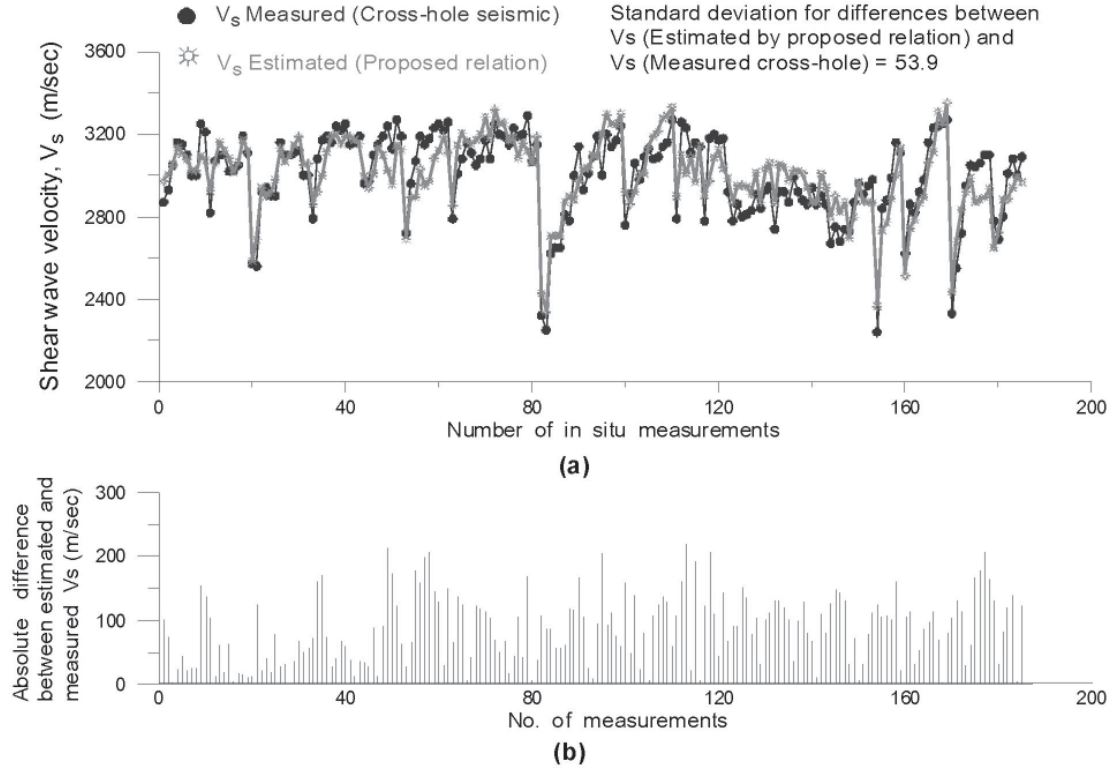 Vs Measured (Cross-hole seismic)
Vs Estimated (Proposed relation)
Standard deviation for differences between
Vs (Estimated by proposed relation) and
Vs (Measured cross-hole) = 53.9
Shear wave velocity, Vs (m/sec)
3600
3200
2800
2400
2000
0 40 80 120 160 200
Number of in situ measurements
(a)
Absolute difference
between estimated and
measured Vs (m/sec)
300
200
100
0
0 40 80 120 160 200
No. of measurements
(b)